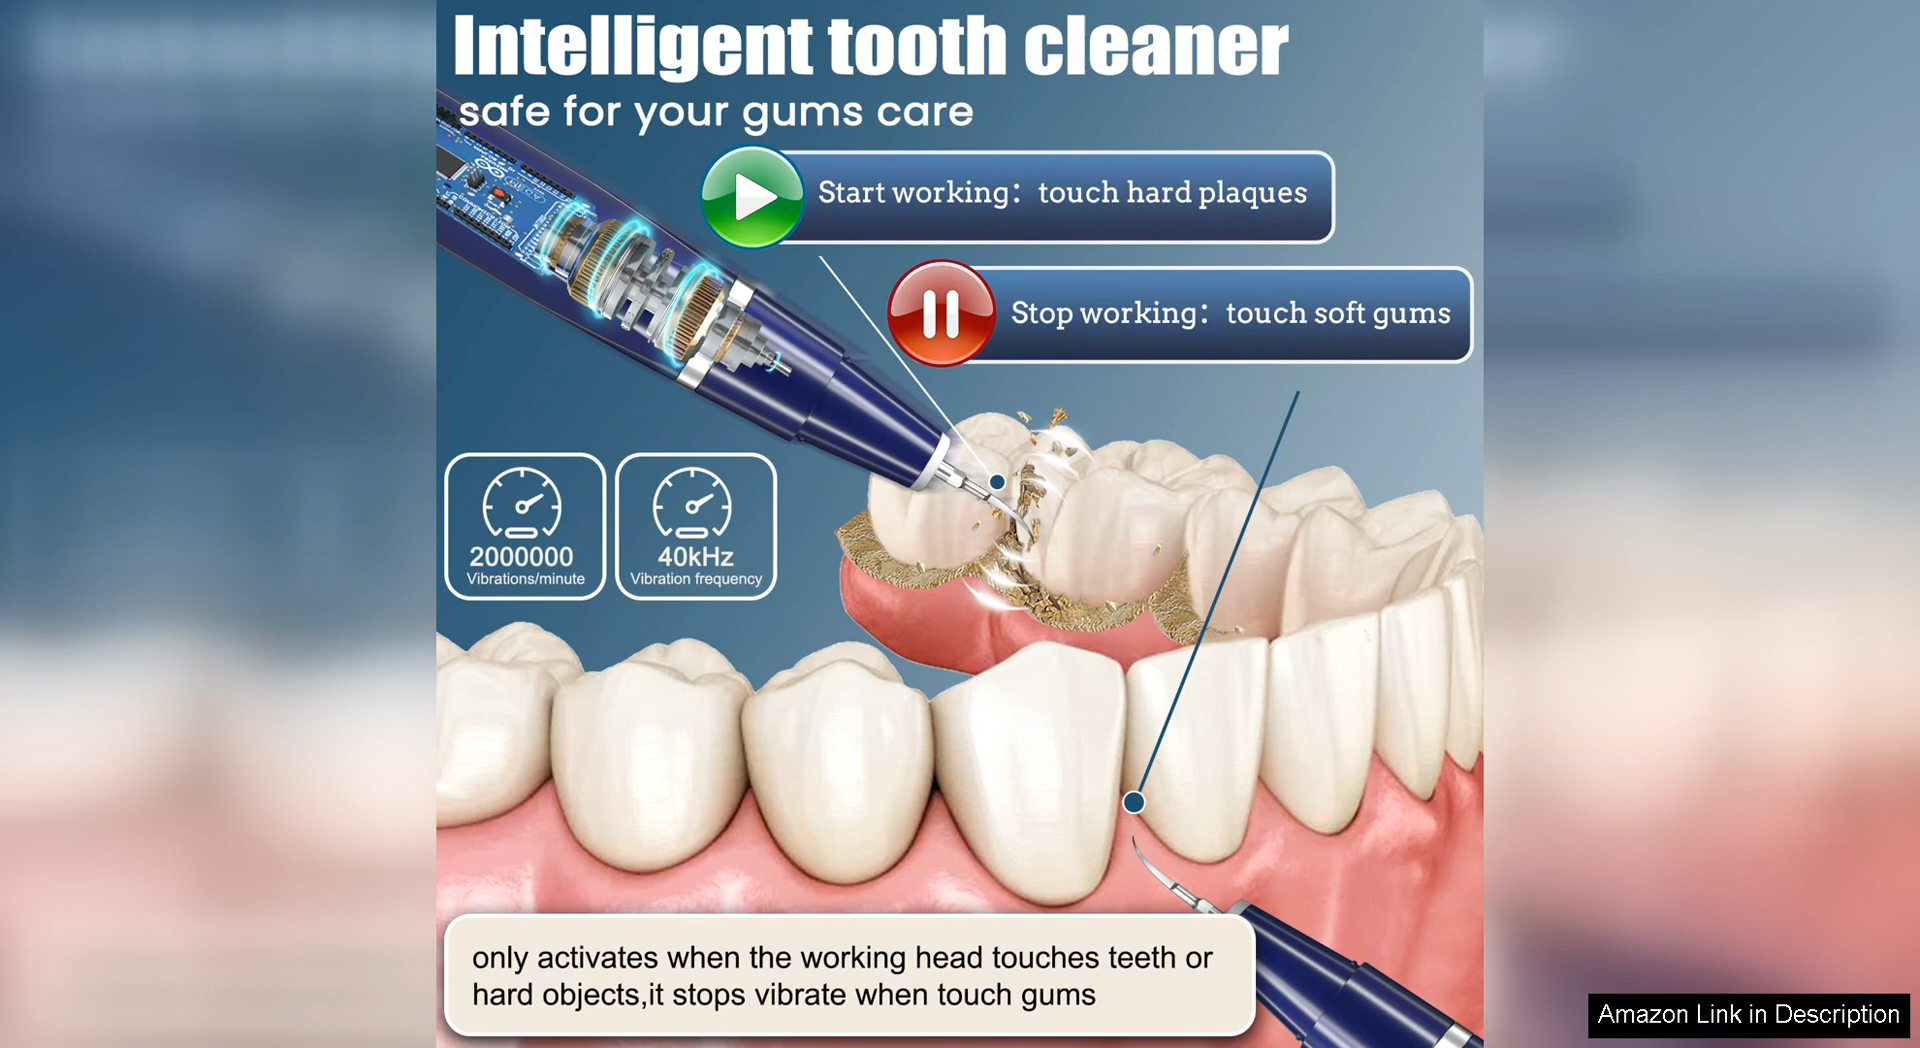 Intelligent tooth cleaner
safe for your gums care
Start working: touch hard plaques
Stop working: touch soft gums
2000000
Vibrations/minute
40kHz
Vibration frequency
only activates when the working head touches teeth or
hard objects,it stops vibrate when touch gums
Amazon Link in Description